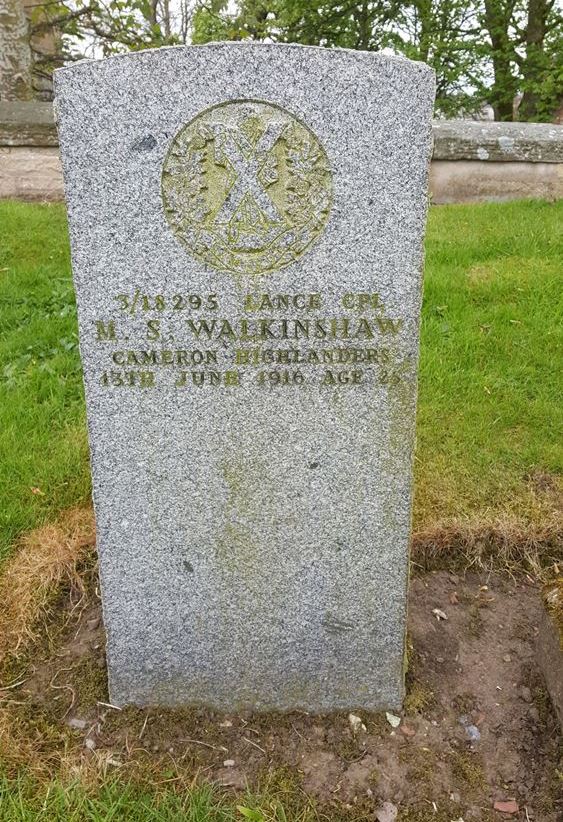 3/18295 LANCE CPL
M. S. WALKINSHAW
CAMERON HIGHLANDERS
13TH JUNE 1916 AGE